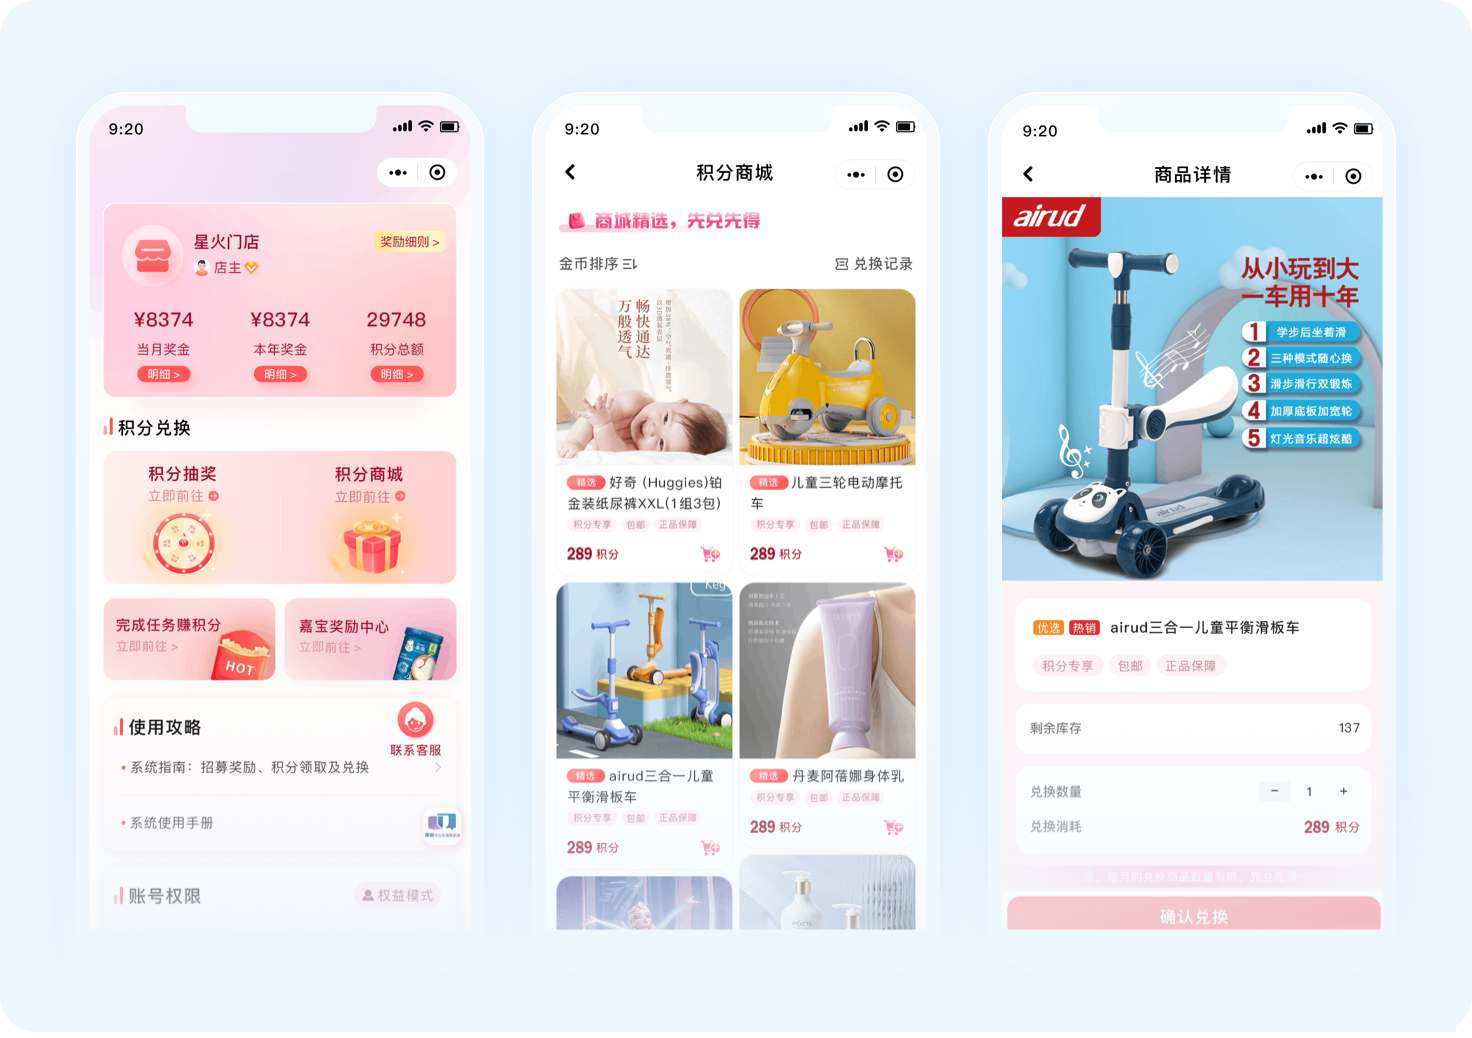 9:20
星火门店
奖励细则 >
店主
¥8374
¥8374
29748
当月奖金
本年奖金
积分总额
明细 >
明细 >
明细 >
积分兑换
积分抽奖
立即前往
积分商城
立即前往
完成任务赚积分
立即前往 >
HOT
嘉宝奖励中心
立即前往 >
使用攻略
联系客服
• 系统指南：招募奖励、积分领取及兑换
• 系统使用手册
账号权限
权益模式
9:20
积分商城
商城精选，先兑先得
金币排序
兑换记录
畅快通达
万般透气
精选 好奇 (Huggies)铂
金装纸尿裤XXL(1组3包)
积分专享 包邮 正品保障
289 积分
精选 儿童三轮电动摩托
车
积分专享 包邮 正品保障
289 积分
精选 airud三合一儿童
平衡滑板车
积分专享 包邮 正品保障
289 积分
精选 丹麦阿蓓娜身体乳
积分专享 包邮 正品保障
289 积分
9:20
商品详情
airud
从小玩到大
一车用十年
1 学步后坐着滑
2 三种模式随心换
3 滑步滑行双锻炼
4 加厚底板加宽轮
5 灯光音乐超炫酷
airud
优选 热销 airud三合一儿童平衡滑板车
积分专享 包邮 正品保障
剩余库存
137
兑换数量
− 1 +
兑换消耗
289 积分
每月的兑换商品数量有限，先兑先得
确认兑换